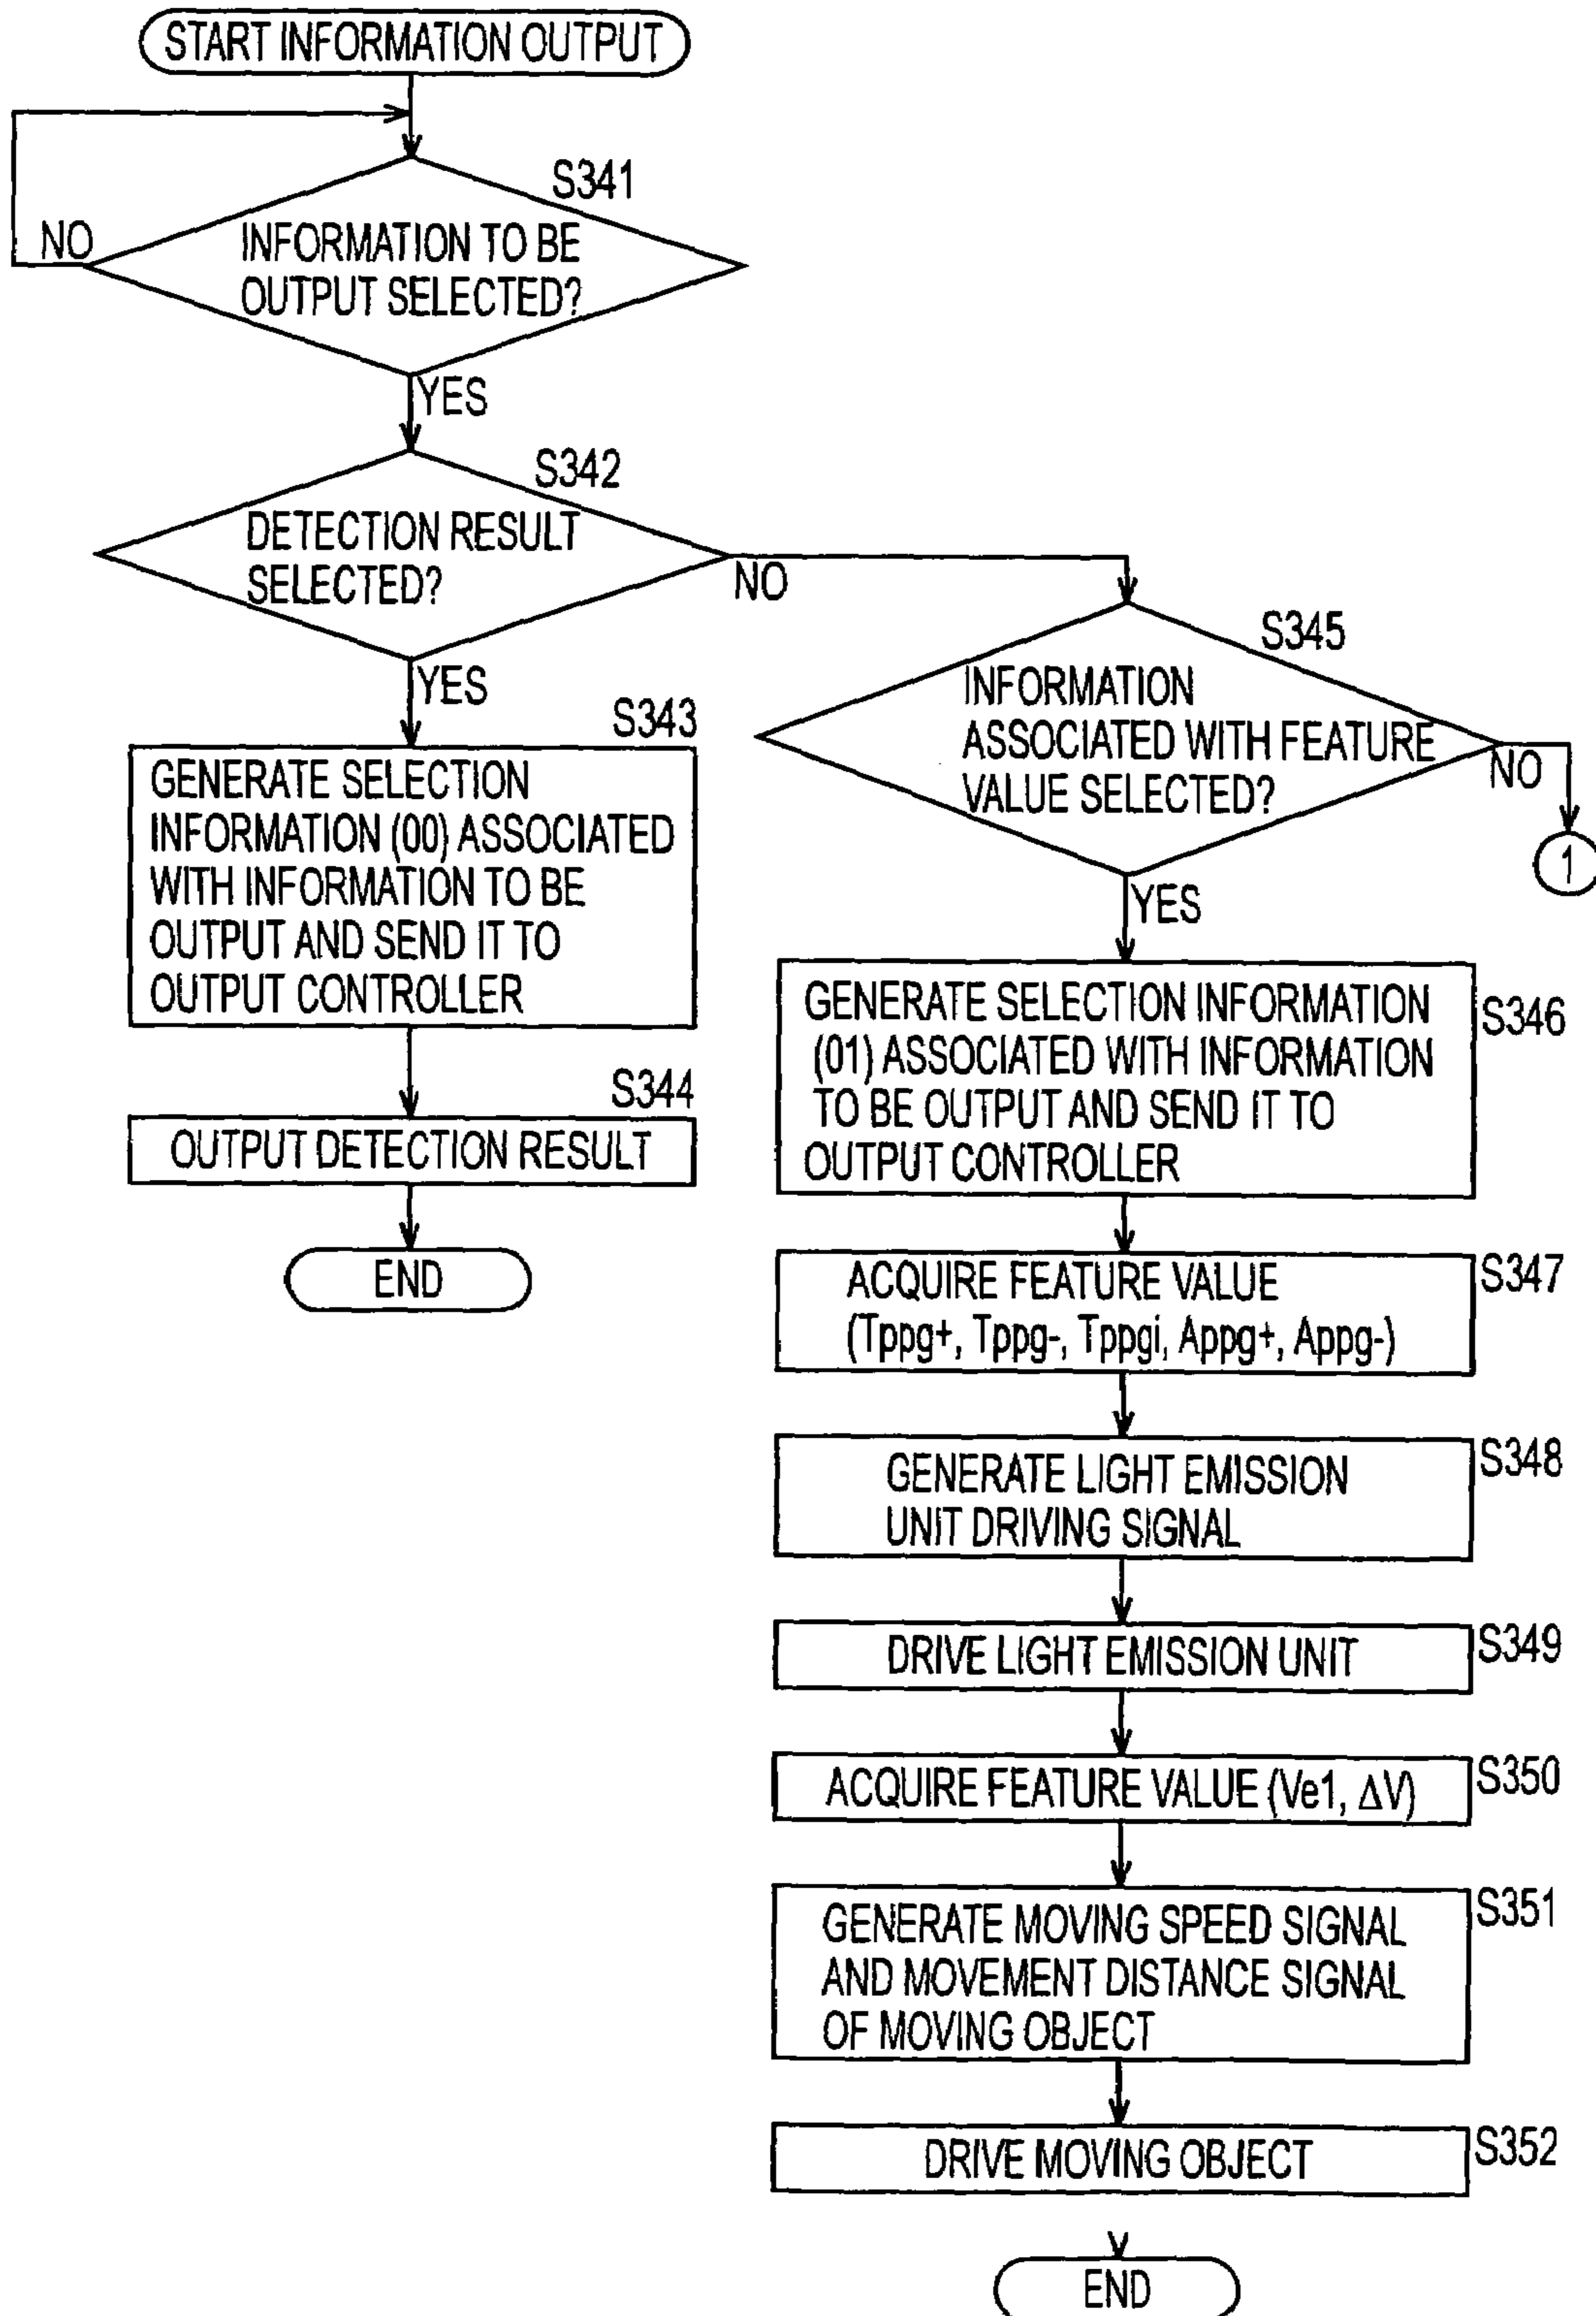 START INFORMATION OUTPUT
S341
NO
INFORMATION TO BE
OUTPUT SELECTED?
YES
S342
DETECTION RESULT
SELECTED?
NO
YES
S343
GENERATE SELECTION
INFORMATION (00) ASSOCIATED
WITH INFORMATION TO BE
OUTPUT AND SEND IT TO
OUTPUT CONTROLLER
S344
OUTPUT DETECTION RESULT
END
S345
INFORMATION
ASSOCIATED WITH FEATURE
VALUE SELECTED?
NO
1
YES
GENERATE SELECTION INFORMATION
(01) ASSOCIATED WITH INFORMATION
TO BE OUTPUT AND SEND IT TO
OUTPUT CONTROLLER
S346
ACQUIRE FEATURE VALUE
(Tppg+, Tppg-, Tppgi, Appg+, Appg-)
S347
GENERATE LIGHT EMISSION
UNIT DRIVING SIGNAL
S348
DRIVE LIGHT EMISSION UNIT
S349
ACQUIRE FEATURE VALUE (Ve1, ΔV)
S350
GENERATE MOVING SPEED SIGNAL
AND MOVEMENT DISTANCE SIGNAL
OF MOVING OBJECT
S351
DRIVE MOVING OBJECT
S352
END